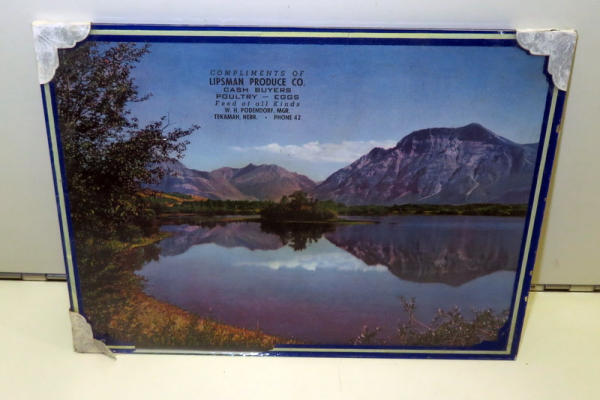 COMPLIMENTS OF
LIPSMAN PRODUCE CO.
CASH BUYERS
POULTRY — EGGS
Feed of all Kinds
W. H. PODENDORF, MGR.
TEKAMAH, NEBR. - PHONE 42